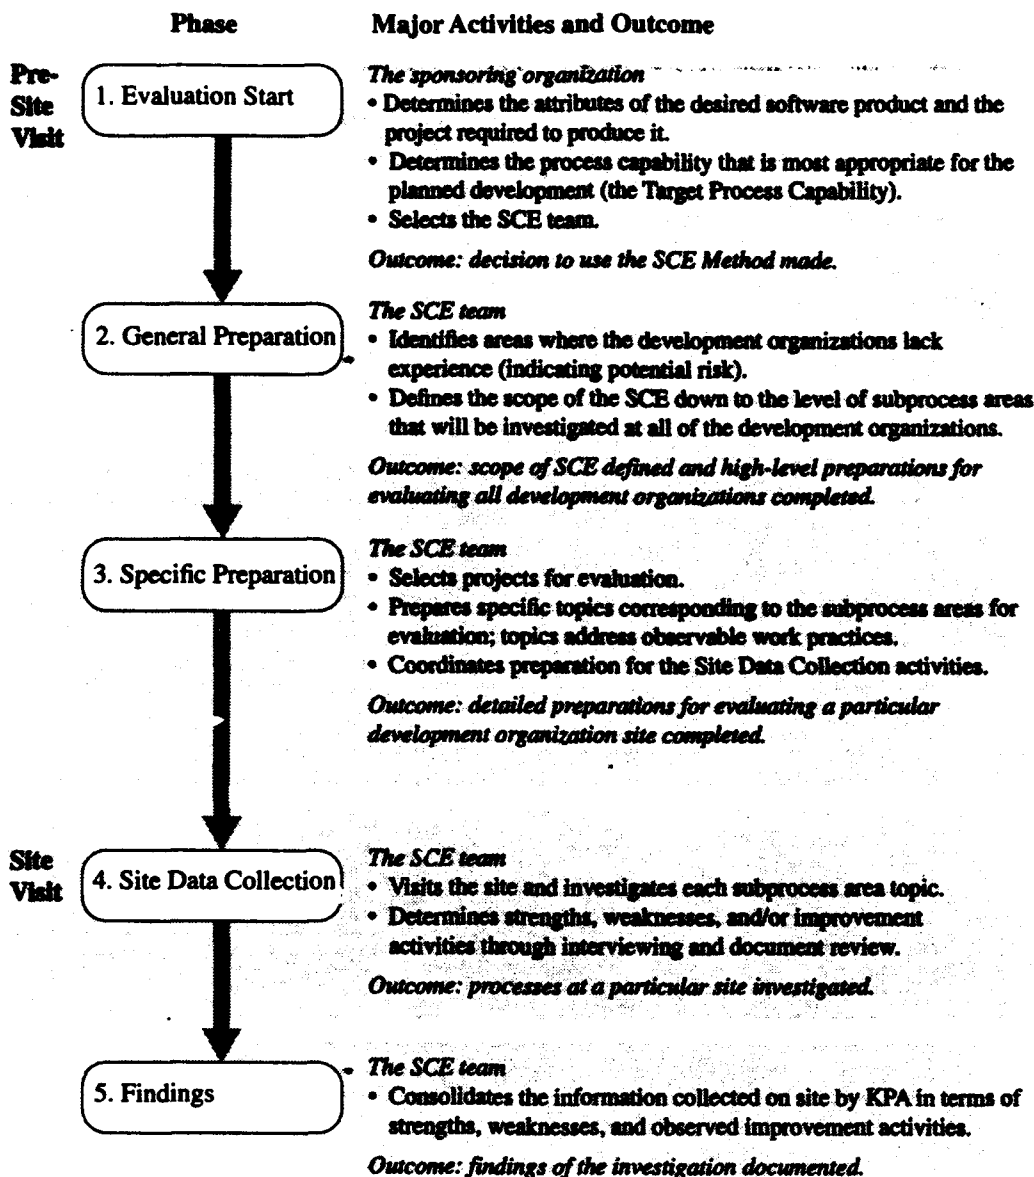 Phase Major Activities and Outcome
Pre-
Site
Visit
1. Evaluation Start
The sponsoring organization
• Determines the attributes of the desired software product and the
project required to produce it.
• Determines the process capability that is most appropriate for the
planned development (the Target Process Capability).
• Selects the SCE team.
Outcome: decision to use the SCE Method made.
2. General Preparation
The SCE team
• Identifies areas where the development organizations lack
experience (indicating potential risk).
• Defines the scope of the SCE down to the level of subprocess areas
that will be investigated at all of the development organizations.
Outcome: scope of SCE defined and high-level preparations for
evaluating all development organizations completed.
3. Specific Preparation
The SCE team
• Selects projects for evaluation.
• Prepares specific topics corresponding to the subprocess areas for
evaluation; topics address observable work practices.
• Coordinates preparation for the Site Data Collection activities.
Outcome: detailed preparations for evaluating a particular
development organization site completed.
Site
Visit
4. Site Data Collection
The SCE team
• Visits the site and investigates each subprocess area topic.
• Determines strengths, weaknesses, and/or improvement
activities through interviewing and document review.
Outcome: processes at a particular site investigated.
5. Findings
The SCE team
• Consolidates the information collected on site by KPA in terms of
strengths, weaknesses, and observed improvement activities.
Outcome: findings of the investigation documented.